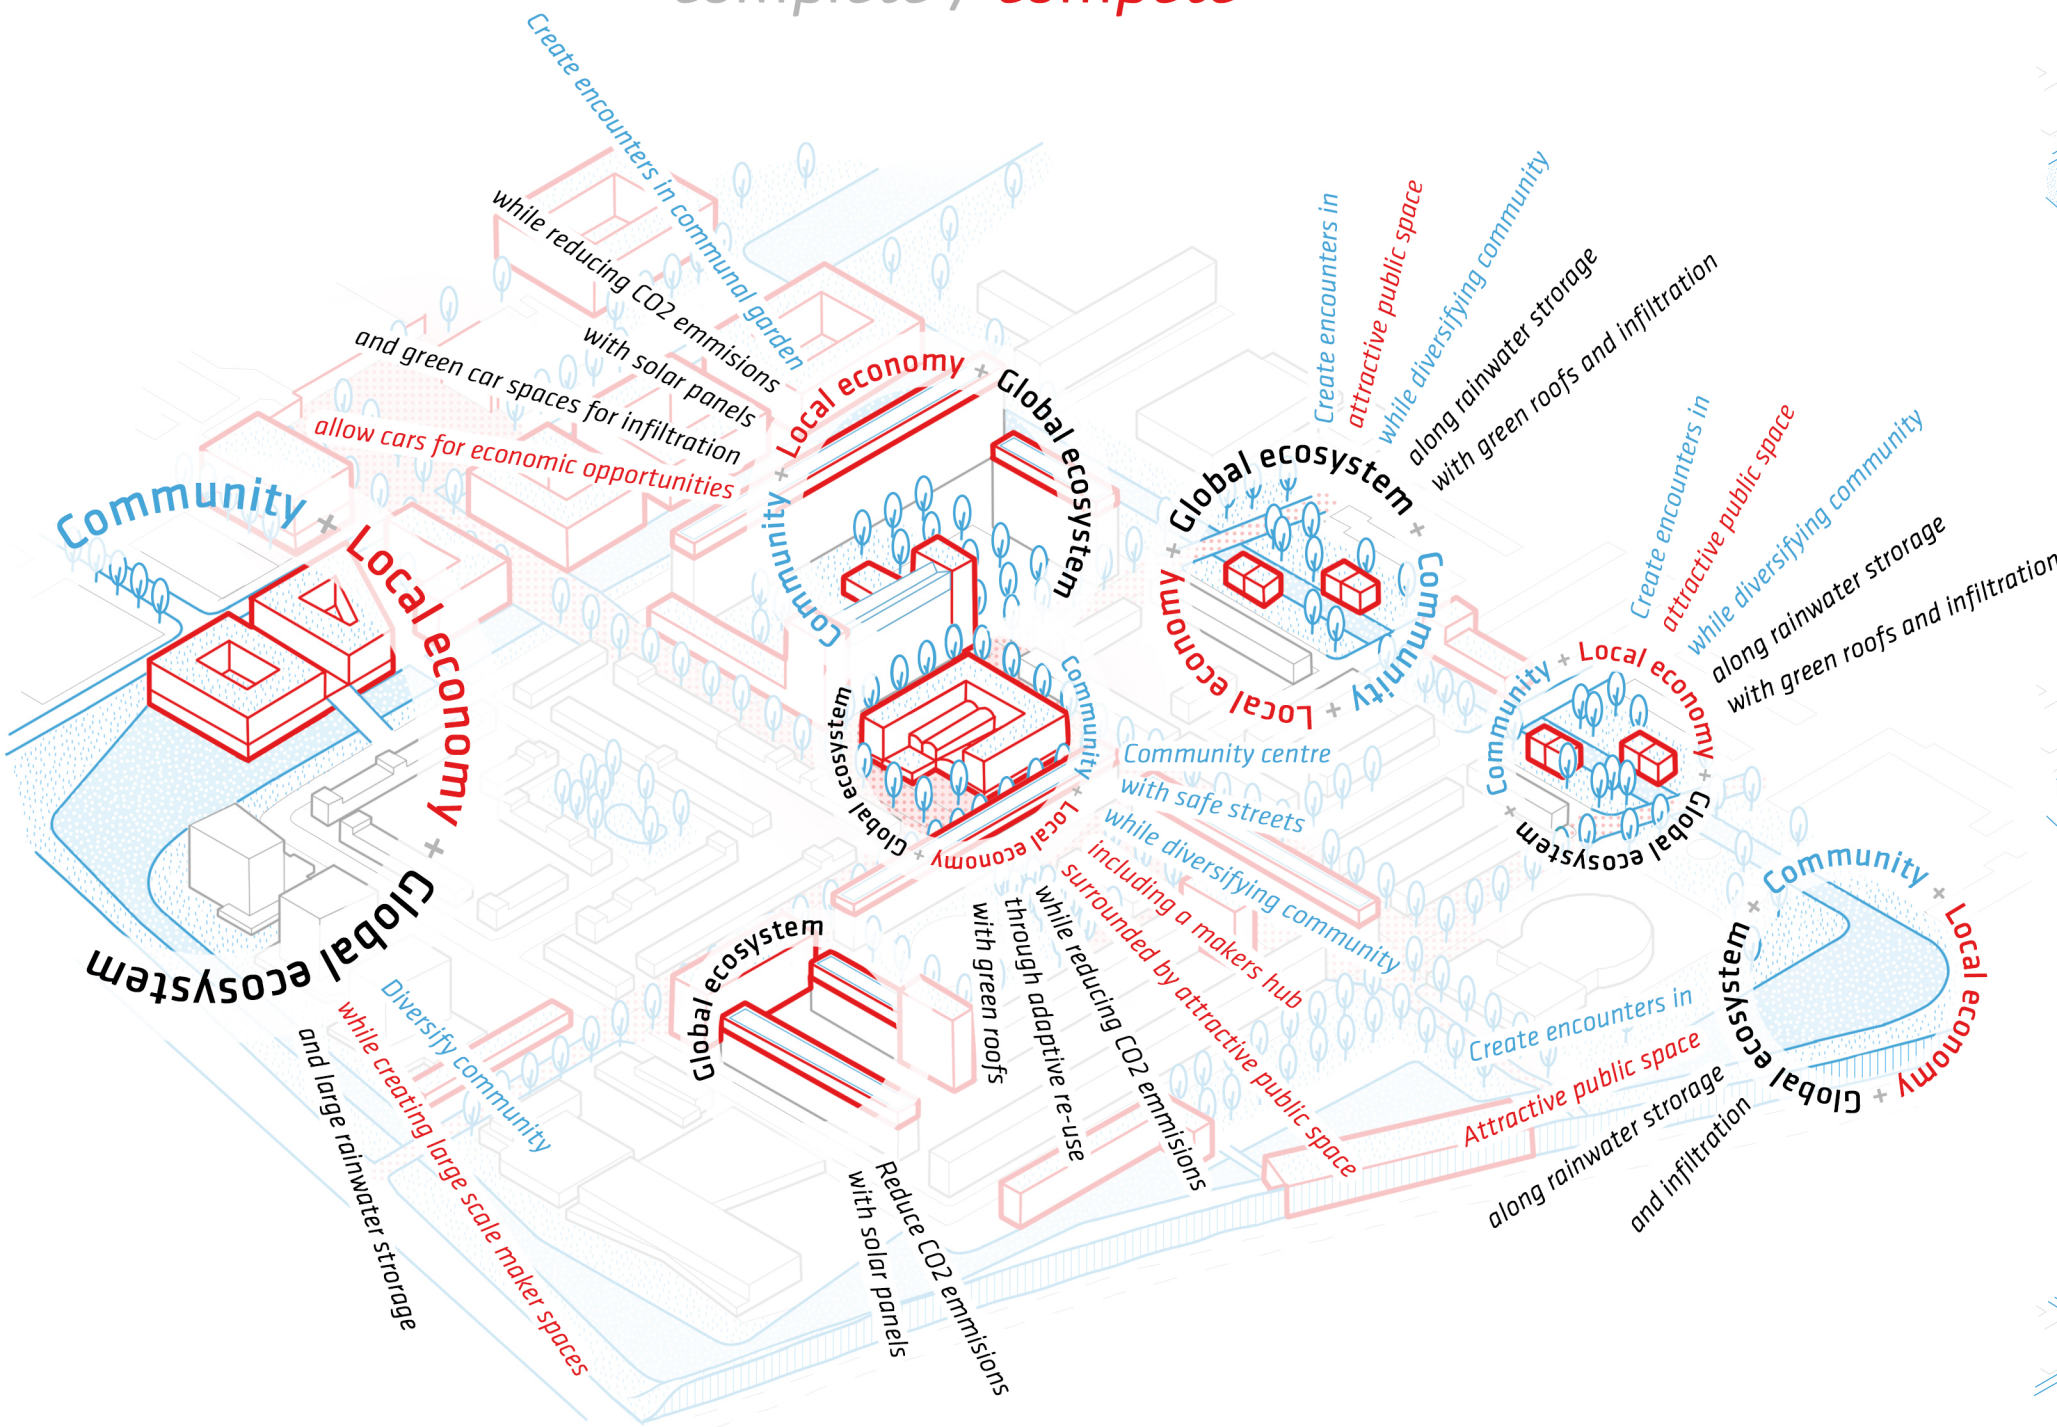 complete / compete
Create encounters in communal garden
while reducing CO2 emmisions
with solar panels
and green car spaces for infiltration
allow cars for economic opportunities
Community + Local economy + Global ecosystem
Create encounters in
attractive public space
while diversifying community
along rainwater strorage
with green roofs and infiltration
Global ecosystem + Community + Local economy +
Create encounters in
attractive public space
while diversifying community
along rainwater strorage
with green roofs and infiltration
Community + Local economy + Global ecosystem +
Community + Local economy + Global ecosystem
Diversify community
while creating large scale maker spaces
and large rainwater strorage
Community + Local economy + Global ecosystem
Community centre
with safe streets
while diversifying community
including a makers hub
surrounded by attractive public space
while reducing CO2 emmisions
through adaptive re-use
with green roofs
Global ecosystem
Reduce CO2 emmisions
with solar panels
Community + Local economy + Global ecosystem +
Create encounters in
Attractive public space
along rainwater strorage
and infiltration